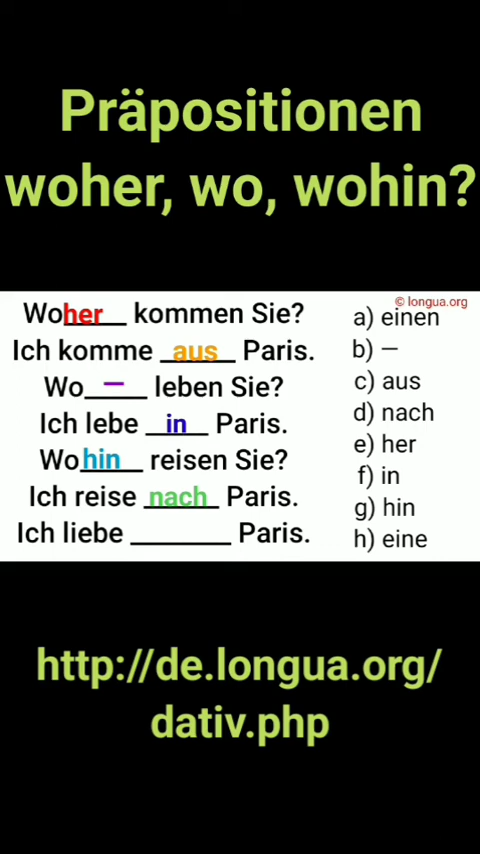 Präpositionen
woher, wo, wohin?
© longua.org
Woher kommen Sie?
Ich komme aus Paris.
Wo — leben Sie?
Ich lebe in Paris.
Wohin reisen Sie?
Ich reise nach Paris.
Ich liebe ________ Paris.
a) einen
b) —
c) aus
d) nach
e) her
f) in
g) hin
h) eine
http://de.longua.org/
dativ.php